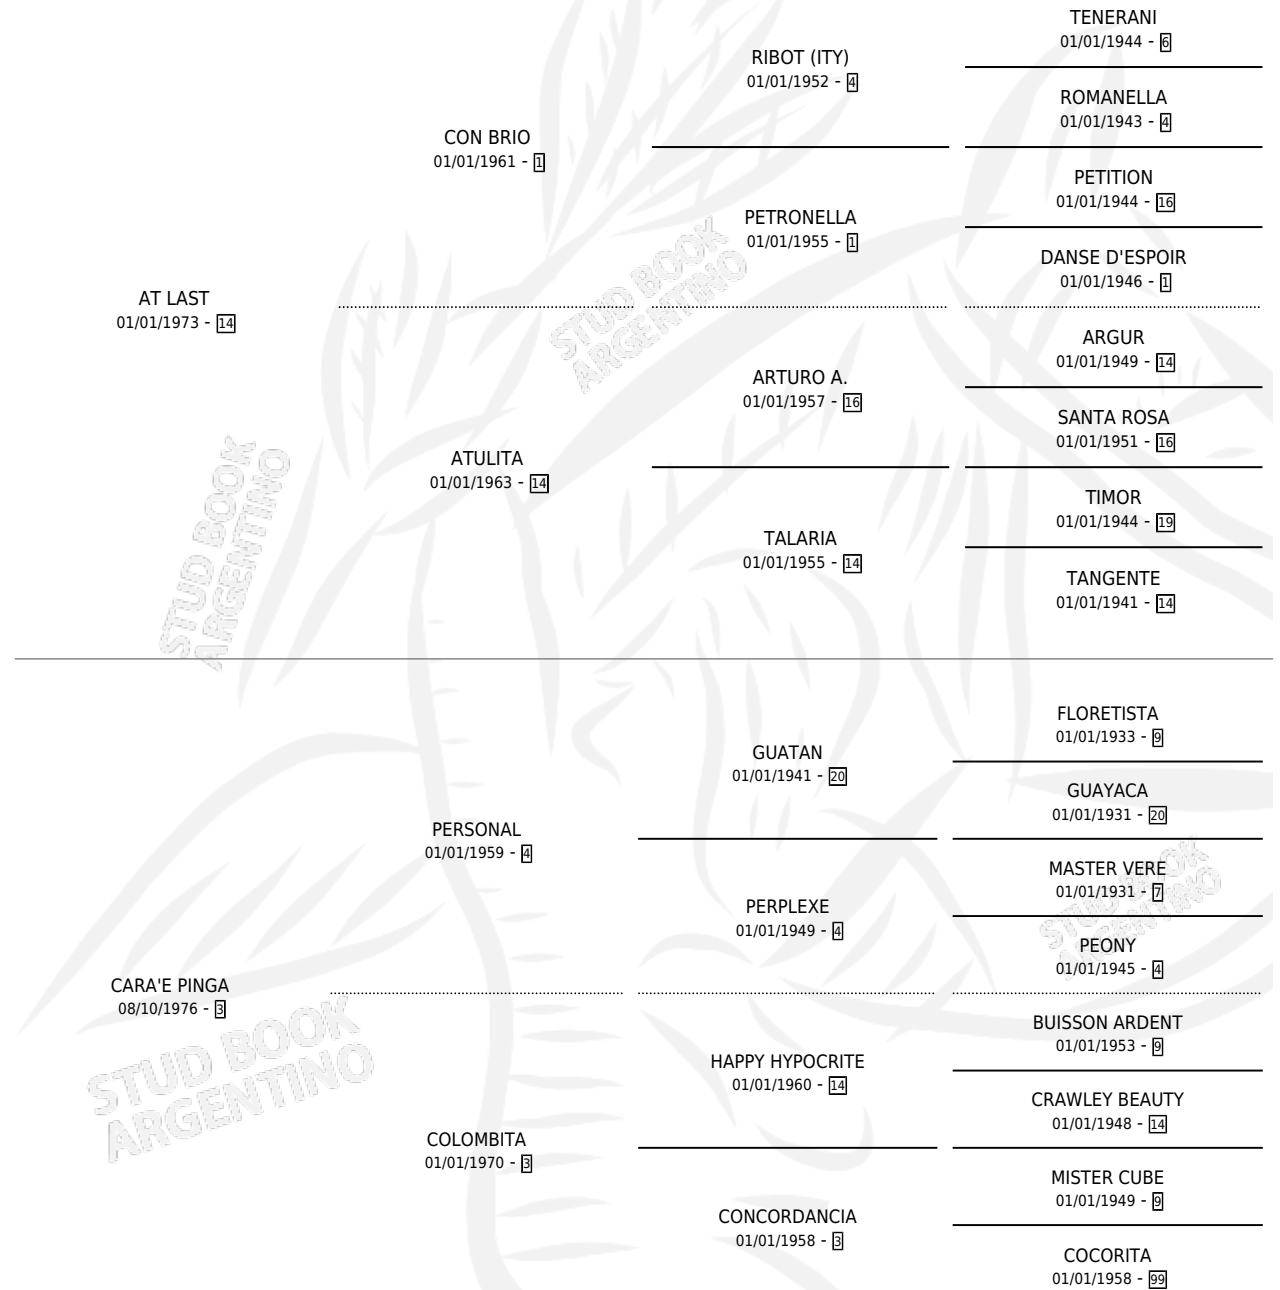 TENERANI
01/01/1944 - 6
RIBOT (ITY)
01/01/1952 - 4
ROMANELLA
01/01/1943 - 4
CON BRIO
01/01/1961 - 1
PETITION
01/01/1944 - 16
PETRONELLA
01/01/1955 - 1
DANSE D'ESPOIR
01/01/1946 - 1
AT LAST
01/01/1973 - 14
ARGUR
01/01/1949 - 14
ARTURO A.
01/01/1957 - 16
SANTA ROSA
01/01/1951 - 16
ATULITA
01/01/1963 - 14
TIMOR
01/01/1944 - 19
TALARIA
01/01/1955 - 14
TANGENTE
01/01/1941 - 14
STUD BOOK
ARGENTINO
STUD BOOK
ARGENTINO
FLORETISTA
01/01/1933 - 9
GUATAN
01/01/1941 - 20
GUAYACA
01/01/1931 - 20
PERSONAL
01/01/1959 - 4
MASTER VERE
01/01/1931 - 7
PERPLEXE
01/01/1949 - 4
PEONY
01/01/1945 - 4
STUD BOOK
ARGENTINO
CARA'E PINGA
08/10/1976 - 3
BUISSON ARDENT
01/01/1953 - 9
HAPPY HYPOCRITE
01/01/1960 - 14
CRAWLEY BEAUTY
01/01/1948 - 14
STUD BOOK
ARGENTINO
COLOMBITA
01/01/1970 - 3
MISTER CUBE
01/01/1949 - 9
CONCORDANCIA
01/01/1958 - 3
COCORITA
01/01/1958 - 99